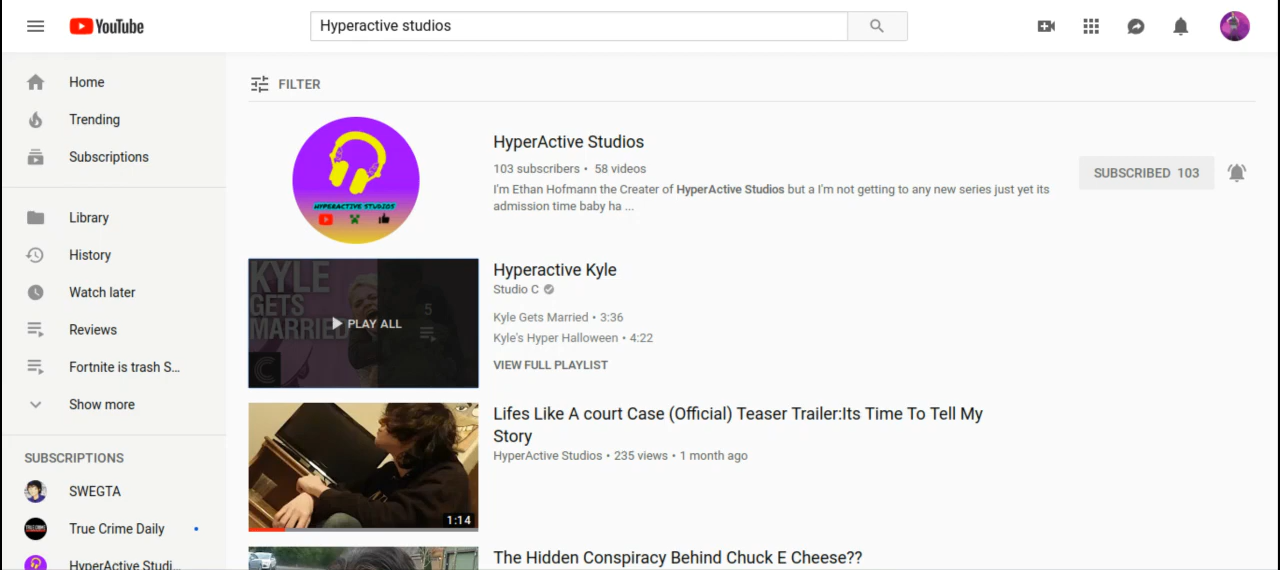 YouTube
Hyperactive studios
Home
Trending
Subscriptions
Library
History
Watch later
Reviews
Fortnite is trash S...
Show more
SUBSCRIPTIONS
SWEGTA
True Crime Daily
HyperActive Studi...
FILTER
HYPERACTIVE STUDIOS
HyperActive Studios
103 subscribers • 58 videos
I'm Ethan Hofmann the Creater of HyperActive Studios but a I'm not getting to any new series just yet its
admission time baby ha ...
SUBSCRIBED 103
KYLE
GETS
MARRIED
5
PLAY ALL
C
Hyperactive Kyle
Studio C
Kyle Gets Married • 3:36
Kyle's Hyper Halloween • 4:22
VIEW FULL PLAYLIST
1:14
Lifes Like A court Case (Official) Teaser Trailer:Its Time To Tell My
Story
HyperActive Studios • 235 views • 1 month ago
The Hidden Conspiracy Behind Chuck E Cheese??